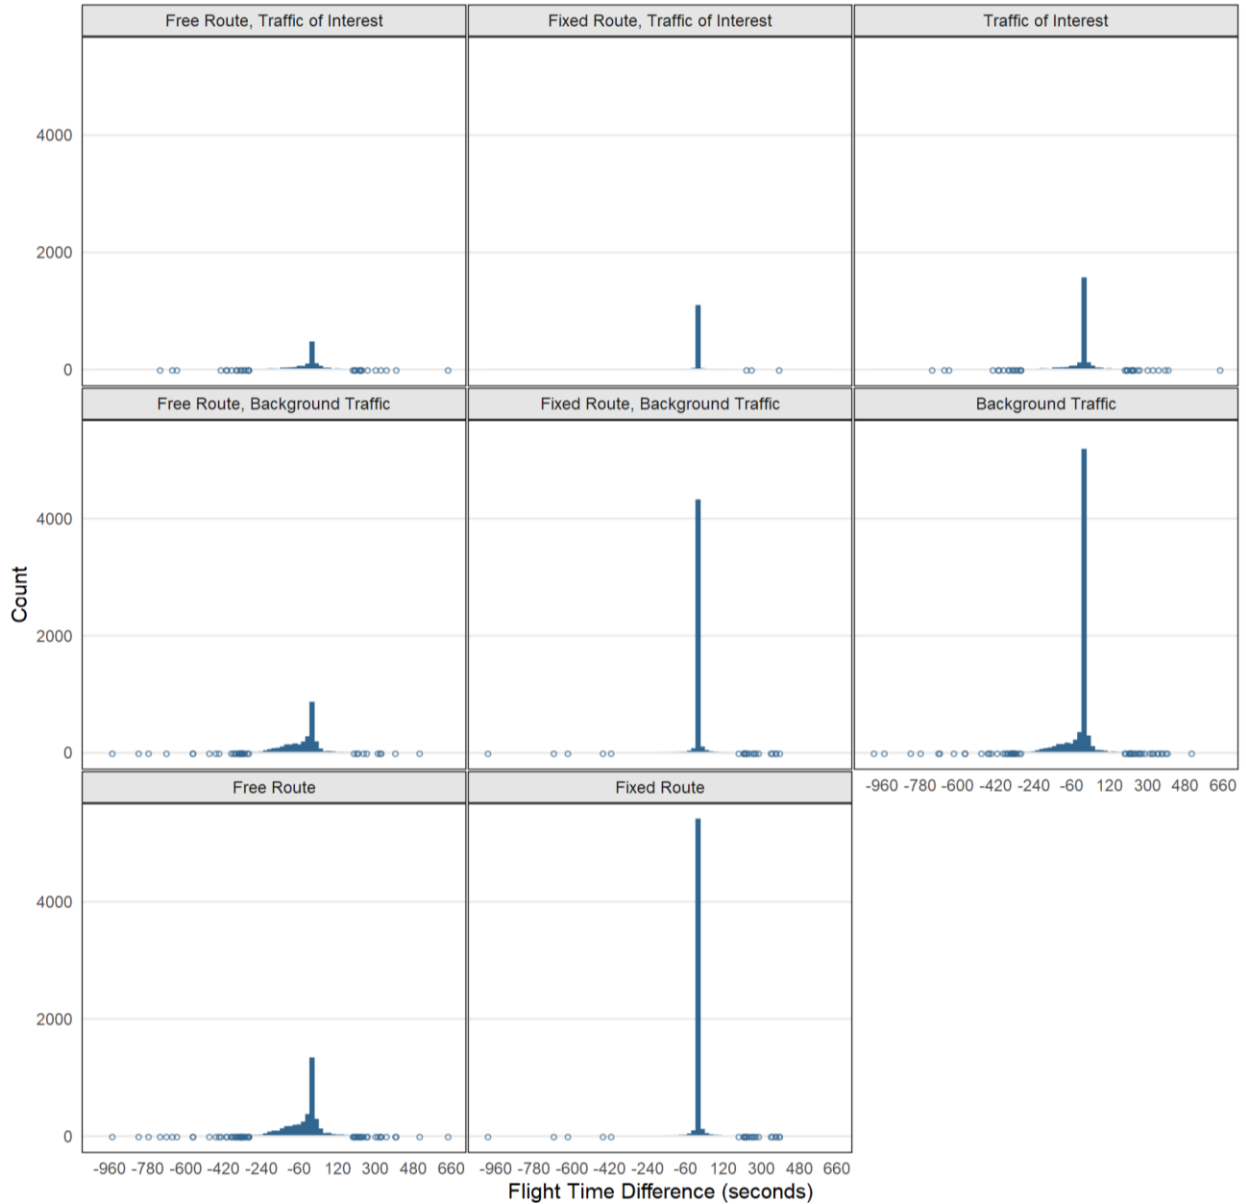 Free Route, Traffic of Interest
Fixed Route, Traffic of Interest
Traffic of Interest
4000
2000
0
Free Route, Background Traffic
Fixed Route, Background Traffic
Background Traffic
4000
2000
0
-960 -780 -600 -420 -240 -60 120 300 480 660
Free Route
Fixed Route
4000
2000
0
-960 -780 -600 -420 -240 -60 120 300 480 660
-960 -780 -600 -420 -240 -60 120 300 480 660
Count
Flight Time Difference (seconds)